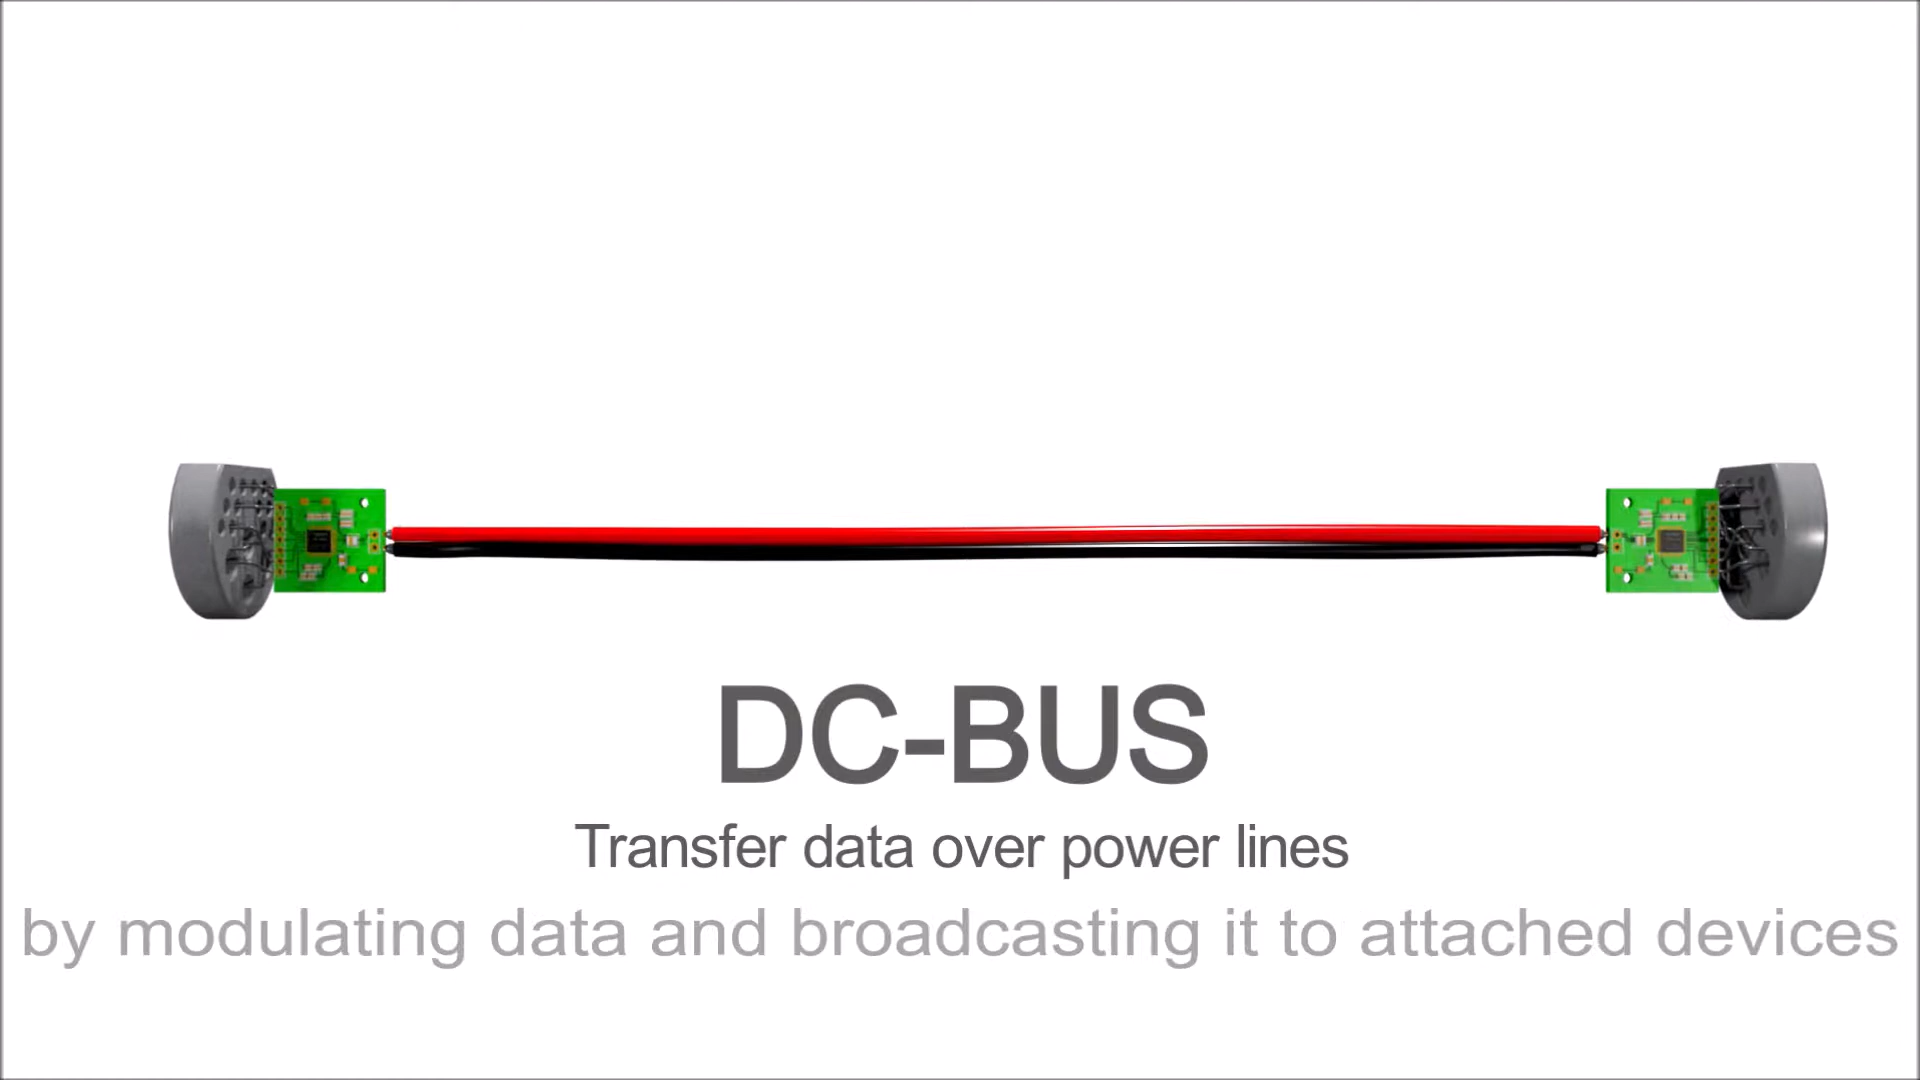 DC-BUS
Transfer data over power lines
by modulating data and broadcasting it to attached devices